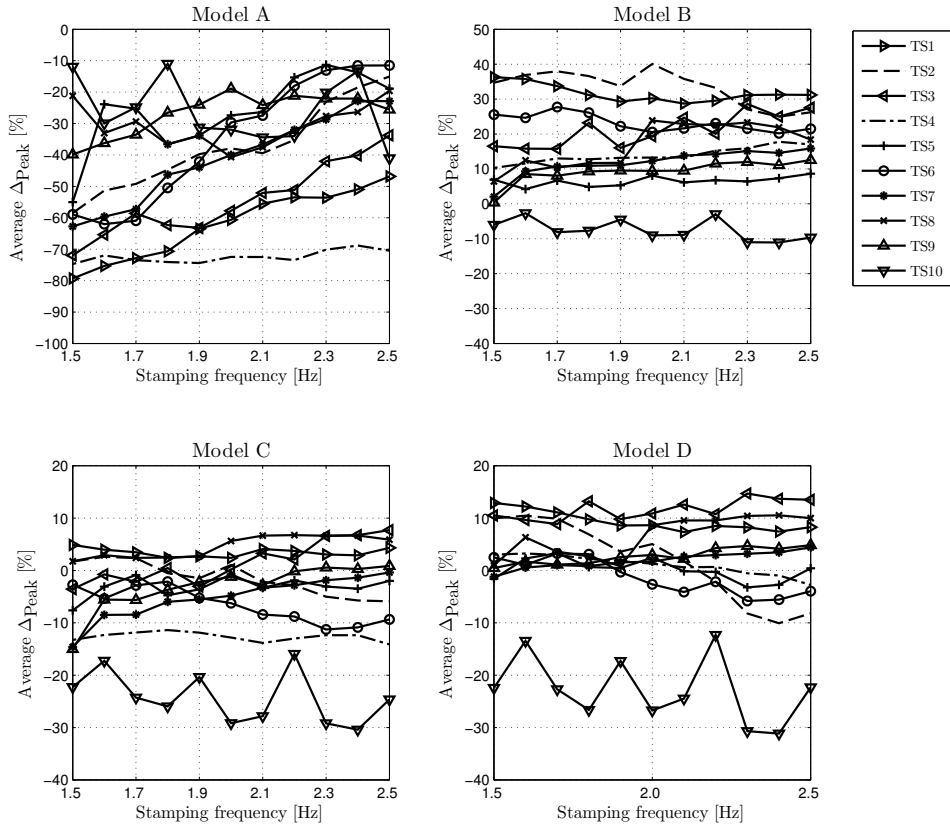 Model A
0
−10
−20
−30
−40
−50
−60
−70
−80
−90
−100
Average Δ_Peak [%]
1.5 1.7 1.9 2.1 2.3 2.5
Stamping frequency [Hz]
Model B
50
40
30
20
10
0
−10
20
30
40
Average Δ_Peak [%]
1.5 1.7 1.9 2.1 2.3 2.5
Stamping frequency [Hz]
TS1
TS2
TS3
TS4
TS5
TS6
TS7
TS8
TS9
TS10
Model C
20
10
0
−10
−20
−30
−40
Average Δ_Peak [%]
1.5 1.7 1.9 2.1 2.3 2.5
Stamping frequency [Hz]
Model D
20
10
0
−10
−20
−30
−40
Average Δ_Peak [%]
1.5 2.0 2.5
Stamping frequency [Hz]